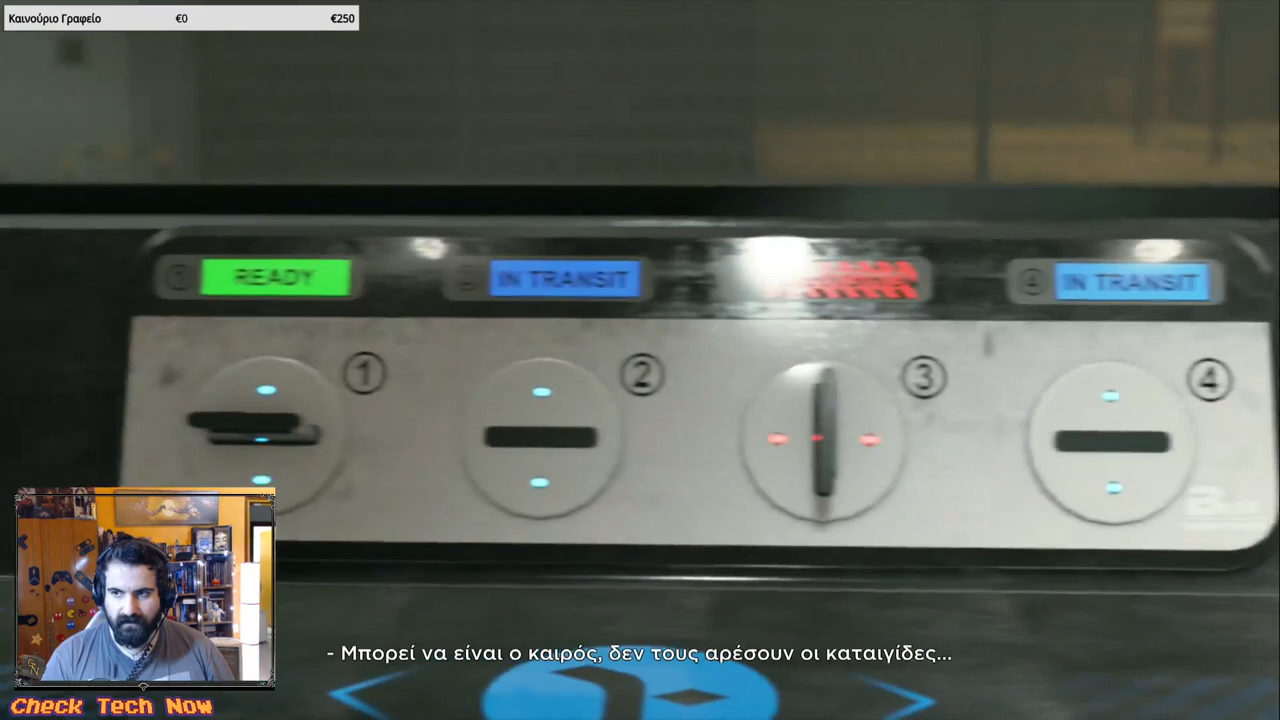 Καινούριο Γραφείο €0 €250
READY IN TRANSIT IN TRANSIT
① ② ③ ④
- Μπορεί να είναι ο καιρός, δεν τους αρέσουν οι καταιγίδες...
Check Tech Now